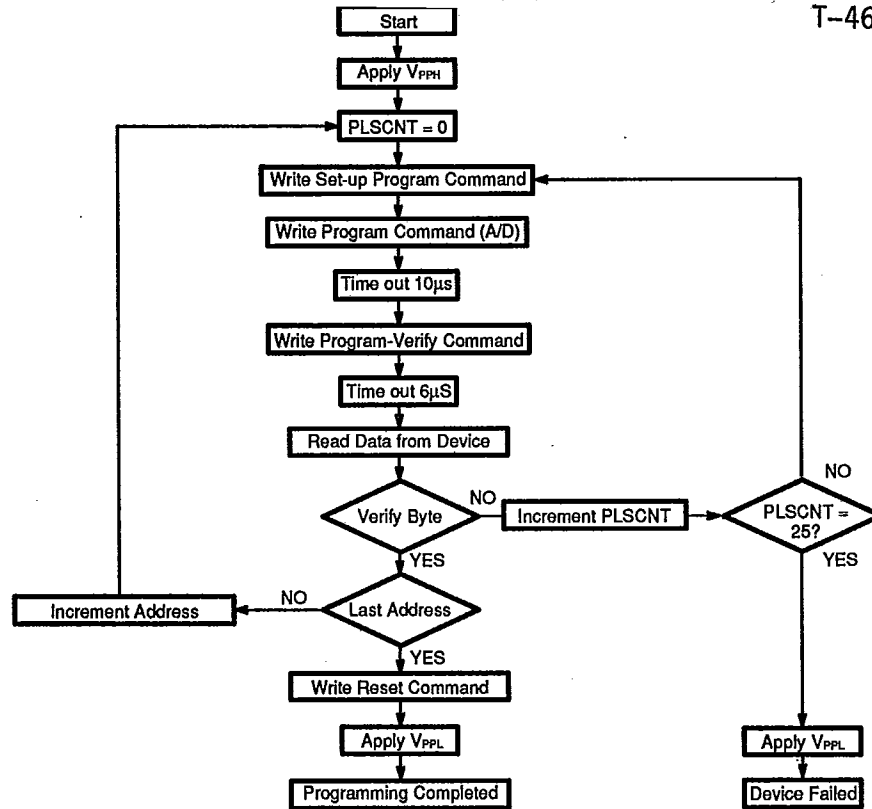 T-46
Start
Apply VPPH
PLSCNT = 0
Write Set-up Program Command
Write Program Command (A/D)
Time out 10µs
Write Program-Verify Command
Time out 6µS
Read Data from Device
Verify Byte
NO
Increment PLSCNT
PLSCNT =
25?
NO
YES
YES
Last Address
NO
Increment Address
YES
Write Reset Command
Apply VPPL
Programming Completed
Apply VPPL
Device Failed